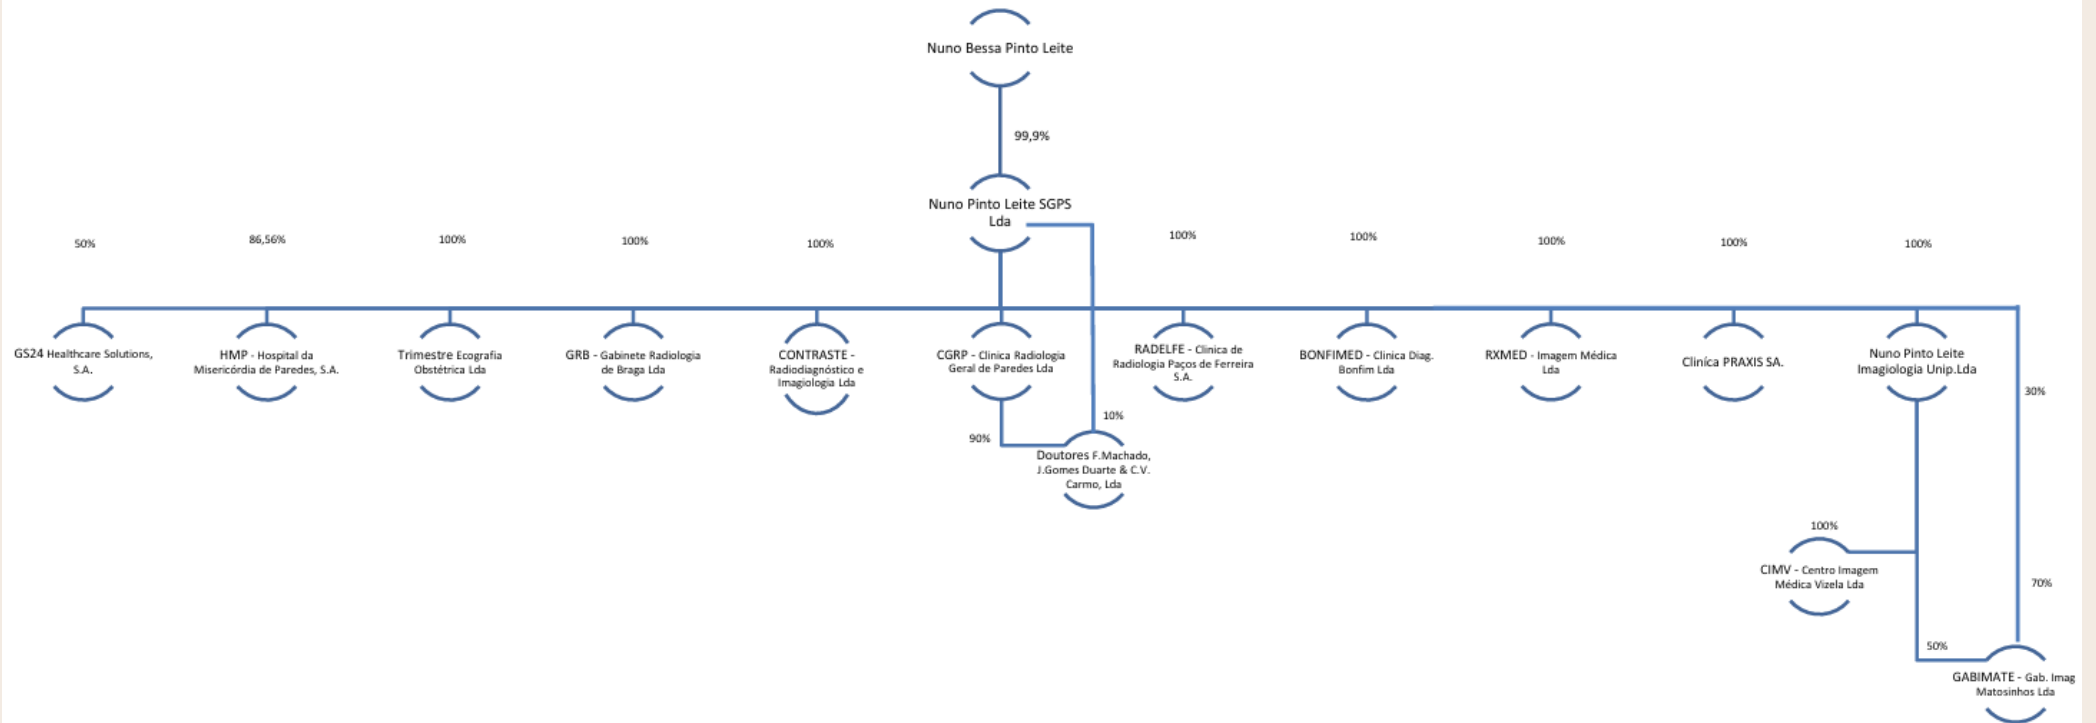 Nuno Bessa Pinto Leite
99,9%
Nuno Pinto Leite SGPS
Lda
50%
86,56%
100%
100%
100%
100%
100%
100%
100%
100%
GS24 Healthcare Solutions,
S.A.
HMP - Hospital da
Misericórdia de Paredes, S.A.
Trimestre Ecografia
Obstétrica Lda
GRB - Gabinete Radiologia
de Braga Lda
CONTRASTE -
Radiodiagnóstico e
Imagiologia Lda
CGRP - Clinica Radiologia
Geral de Paredes Lda
RADELFE - Clinica de
Radiologia Paços de Ferreira
S.A.
BONFIMED - Clinica Diag.
Bonfim Lda
RXMED - Imagem Médica
Lda
Cliníca PRAXIS SA.
Nuno Pinto Leite
Imagiologia Unip.Lda
30%
10%
90%
Doutores F.Machado,
J.Gomes Duarte & C.V.
Carmo, Lda
100%
CIMV - Centro Imagem
Médica Vizela Lda
70%
50%
GABIMATE - Gab. Imag
Matosinhos Lda